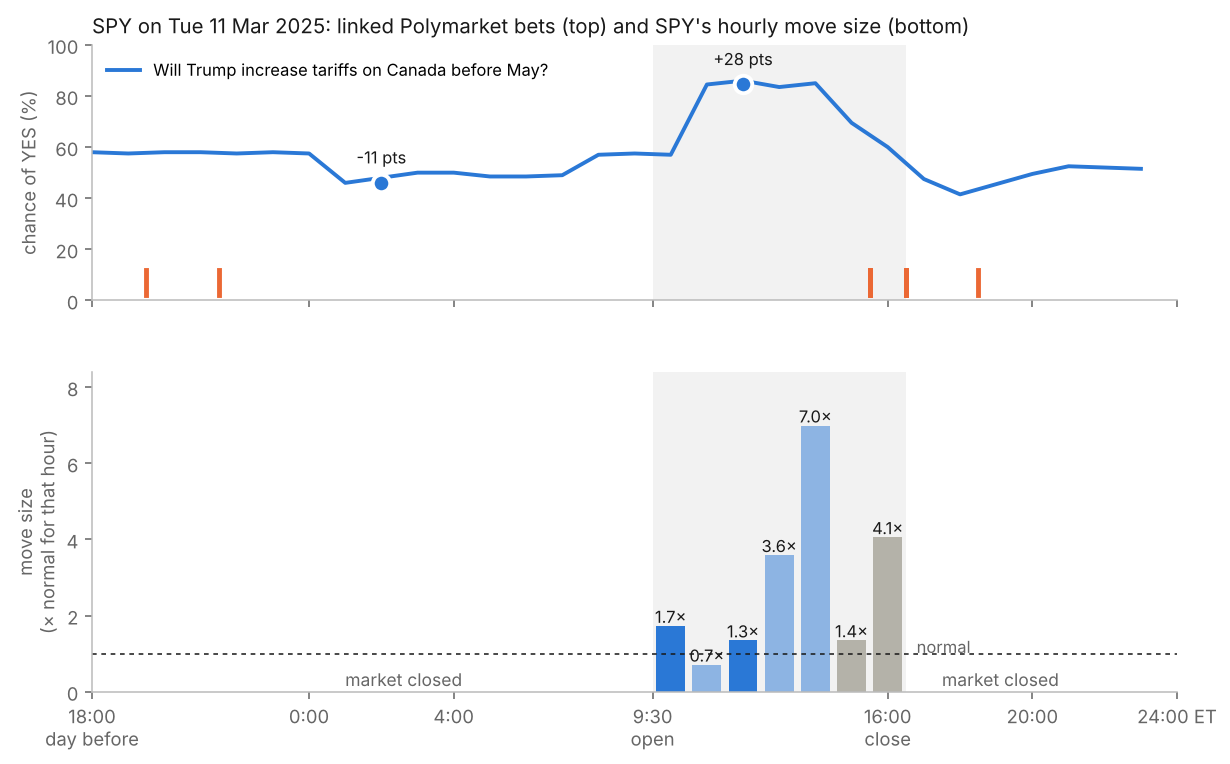 SPY on Tue 11 Mar 2025: linked Polymarket bets (top) and SPY's hourly move size (bottom)
100
80
60
40
20
0
chance of YES (%)
Will Trump increase tariffs on Canada before May?
-11 pts
+28 pts
8
6
4
2
0
move size
(× normal for that hour)
1.7×
0.7×
1.3×
3.6×
7.0×
1.4×
4.1×
normal
market closed
market closed
18:00
day before
0:00
4:00
9:30
open
16:00
close
20:00
24:00 ET